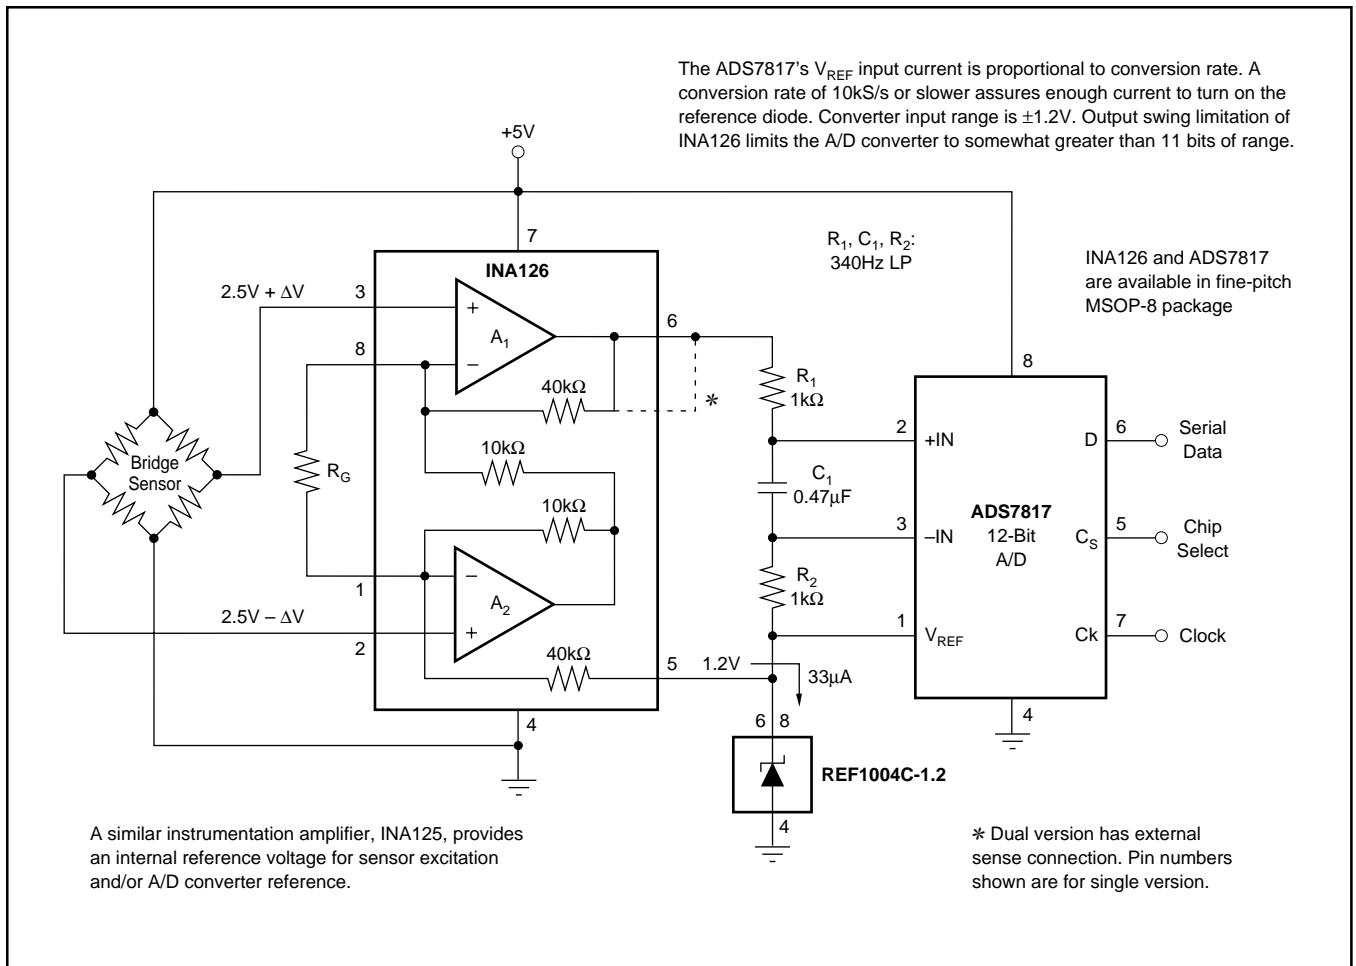 The ADS7817’s VREF input current is proportional to conversion rate. A
conversion rate of 10kS/s or slower assures enough current to turn on the
reference diode. Converter input range is ±1.2V. Output swing limitation of
INA126 limits the A/D converter to somewhat greater than 11 bits of range.
+5V
7
R1, C1, R2:
340Hz LP
INA126 and ADS7817
are available in fine-pitch
MSOP-8 package
INA126
2.5V + ΔV
3
+
A1
–
6
8
40kΩ
*
10kΩ
RG
10kΩ
Bridge
Sensor
1
–
A2
+
2.5V – ΔV
2
40kΩ
5
4
R1
1kΩ
C1
0.47μF
R2
1kΩ
1.2V
33μA
6 8
REF1004C-1.2
4
8
2
+IN
D
6
Serial
Data
ADS7817
12-Bit
A/D
3
–IN
CS
5
Chip
Select
1
VREF
Ck
7
Clock
4
A similar instrumentation amplifier, INA125, provides
an internal reference voltage for sensor excitation
and/or A/D converter reference.
* Dual version has external
sense connection. Pin numbers
shown are for single version.